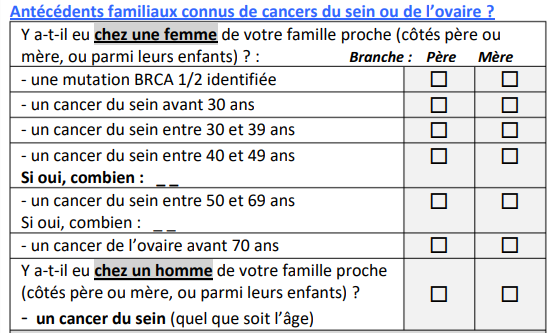 Antécédents familiaux connus de cancers du sein ou de l’ovaire ?
Y a-t-il eu chez une femme de votre famille proche (côtés père ou
mère, ou parmi leurs enfants) ? : Branche : Père Mère
- une mutation BRCA 1/2 identifiée ☐ ☐
- un cancer du sein avant 30 ans ☐ ☐
- un cancer du sein entre 30 et 39 ans ☐ ☐
- un cancer du sein entre 40 et 49 ans ☐ ☐
Si oui, combien : _ _
- un cancer du sein entre 50 et 69 ans ☐ ☐
Si oui, combien : _ _
- un cancer de l’ovaire avant 70 ans ☐ ☐
Y a-t-il eu chez un homme de votre famille proche
(côtés père ou mère, ou parmi leurs enfants) ? ☐ ☐
- un cancer du sein (quel que soit l’âge)